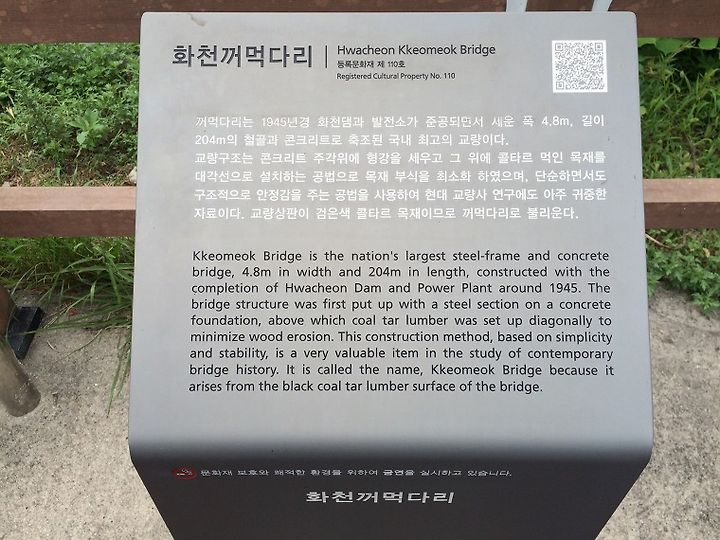 화천꺼먹다리
Hwacheon Kkeomeok Bridge
등록문화재 제 110호
Registered Cultural Property No. 110
꺼먹다리는 1945년경 화천댐과 발전소가 준공되면서 세운 폭 4.8m, 길이
204m의 철골과 콘크리트로 축조된 국내 최고의 교량이다.
교량구조는 콘크리트 주각위에 형강을 세우고 그 위에 콜타르 먹인 목재를
대각선으로 설치하는 공법으로 목재 부식을 최소화 하였으며, 단순하면서도
구조적으로 안정감을 주는 공법을 사용하여 현대 교량사 연구에도 아주 귀중한
자료이다. 교량상판이 검은색 콜타르 목재이므로 꺼먹다리로 불리운다.
Kkeomeok Bridge is the nation's largest steel-frame and concrete
bridge, 4.8m in width and 204m in length, constructed with the
completion of Hwacheon Dam and Power Plant around 1945. The
bridge structure was first put up with a steel section on a concrete
foundation, above which coal tar lumber was set up diagonally to
minimize wood erosion. This construction method, based on simplicity
and stability, is a very valuable item in the study of contemporary
bridge history. It is called the name, Kkeomeok Bridge because it
arises from the black coal tar lumber surface of the bridge.
문화재 보호와 쾌적한 환경을 위하여 금연을 실시하고 있습니다.
화천꺼먹다리